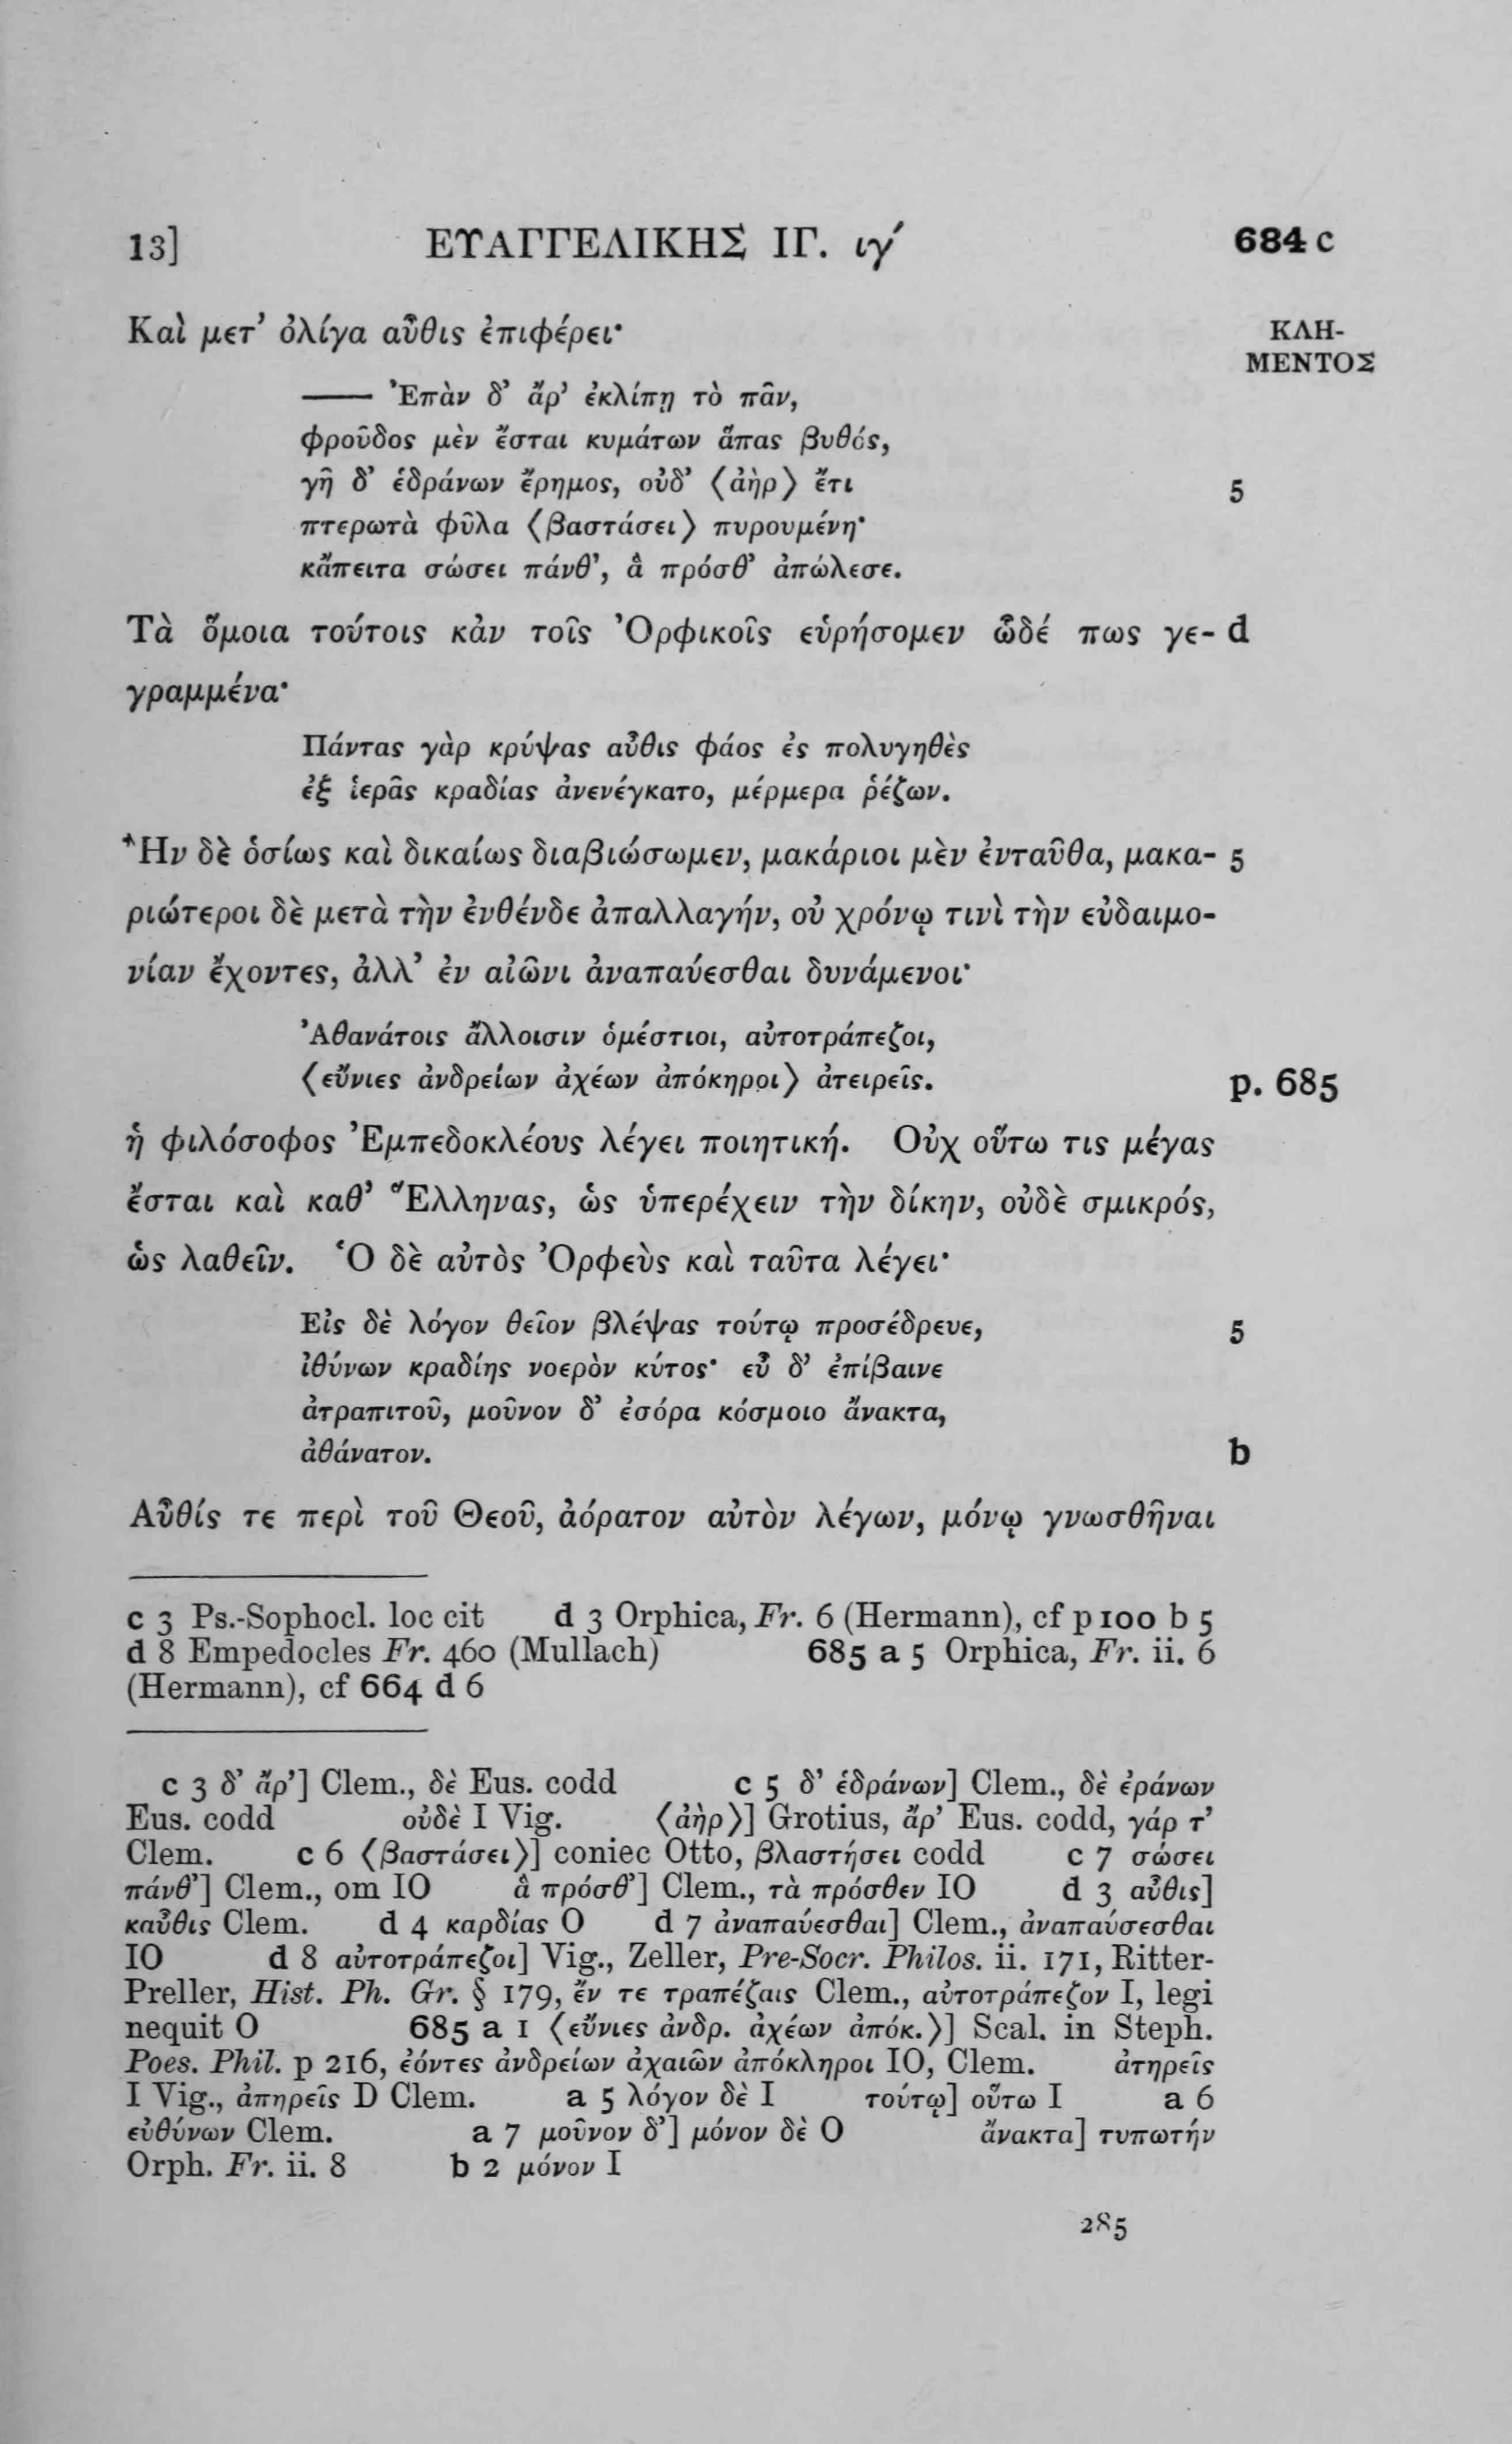 13] ΕΥΑΓΓΕΛΙΚΗΣ ΙΓ. ιγ´ 684 c
Καὶ μετ’ ὀλίγα αὖθις ἐπιφέρει·
ΚΛΗ-
ΜΕΝΤΟΣ
—— Ἐπὰν δ’ ἄρ’ ἐκλίπῃ τὸ πᾶν,
φροῦδος μὲν ἔσται κυμάτων ἅπας βυθός,
γῆ δ’ ἑδράνων ἔρημος, οὐδ’ ⟨ἀὴρ⟩ ἔτι 5
πτερωτὰ φῦλα ⟨βαστάσει⟩ πυρουμένη·
κἄπειτα σώσει πάνθ’, ἃ πρόσθ’ ἀπώλεσε.
Τὰ ὅμοια τούτοις κἀν τοῖς Ὀρφικοῖς εὑρήσομεν ὧδέ πως γε- d
γραμμένα·
Πάντας γὰρ κρύψας αὖθις φάος ἐς πολυγηθὲς
ἐξ ἱερᾶς κραδίας ἀνενέγκατο, μέρμερα ῥέζων.
Ἢν δὲ ὁσίως καὶ δικαίως διαβιώσωμεν, μακάριοι μὲν ἐνταῦθα, μακα- 5
ριώτεροι δὲ μετὰ τὴν ἐνθένδε ἀπαλλαγήν, οὐ χρόνῳ τινὶ τὴν εὐδαιμο-
νίαν ἔχοντες, ἀλλ’ ἐν αἰῶνι ἀναπαύεσθαι δυνάμενοι·
Ἀθανάτοις ἄλλοισιν ὁμέστιοι, αὐτοτράπεζοι,
⟨εὔνιες ἀνδρείων ἀχέων ἀπόκηροι⟩ ἀτειρεῖς. p. 685
ἡ φιλόσοφος Ἐμπεδοκλέους λέγει ποιητική. Οὐχ οὕτω τις μέγας
ἔσται καὶ καθ’ Ἕλληνας, ὡς ὑπερέχειν τὴν δίκην, οὐδὲ σμικρός,
ὡς λαθεῖν. Ὁ δὲ αὐτὸς Ὀρφεὺς καὶ ταῦτα λέγει·
Εἰς δὲ λόγον θεῖον βλέψας τούτῳ προσέδρευε, 5
ἰθύνων κραδίης νοερὸν κύτος· εὖ δ’ ἐπίβαινε
ἀτραπιτοῦ, μοῦνον δ’ ἐσόρα κόσμοιο ἄνακτα,
ἀθάνατον. b
Αὖθίς τε περὶ τοῦ Θεοῦ, ἀόρατον αὐτὸν λέγων, μόνῳ γνωσθῆναι
c 3 Ps.-Sophocl. loc cit d 3 Orphica, Fr. 6 (Hermann), cf p 100 b 5
d 8 Empedocles Fr. 460 (Mullach) 685 a 5 Orphica, Fr. ii. 6
(Hermann), cf 664 d 6
c 3 δ’ ἄρ’] Clem., δὲ Eus. codd c 5 δ’ ἑδράνων] Clem., δὲ ἐράνων
Eus. codd οὐδὲ I Vig. ⟨ἀὴρ⟩] Grotius, ἄρ’ Eus. codd, γάρ τ’
Clem. c 6 ⟨βαστάσει⟩] coniec Otto, βλαστήσει codd c 7 σώσει
πάνθ’] Clem., om IO ἃ πρόσθ’] Clem., τὰ πρόσθεν IO d 3 αὖθις]
καὖθις Clem. d 4 καρδίας O d 7 ἀναπαύεσθαι] Clem., ἀναπαύσεσθαι
IO d 8 αὐτοτράπεζοι] Vig., Zeller, Pre-Socr. Philos. ii. 171, Ritter-
Preller, Hist. Ph. Gr. § 179, ἔν τε τραπέζαις Clem., αὐτοτράπεζον I, legi
nequit O 685 a 1 ⟨εὔνιες ἀνδρ. ἀχέων ἀπόκ.⟩] Scal. in Steph.
Poes. Phil. p 216, ἐόντες ἀνδρείων ἀχαιῶν ἀπόκληροι IO, Clem. ἀτηρεῖς
I Vig., ἀπηρεῖς D Clem. a 5 λόγον δὲ I τούτῳ] οὕτω I a 6
εὐθύνων Clem. a 7 μοῦνον δ’] μόνον δὲ O ἄνακτα] τυπωτήν
Orph. Fr. ii. 8 b 2 μόνον I
285